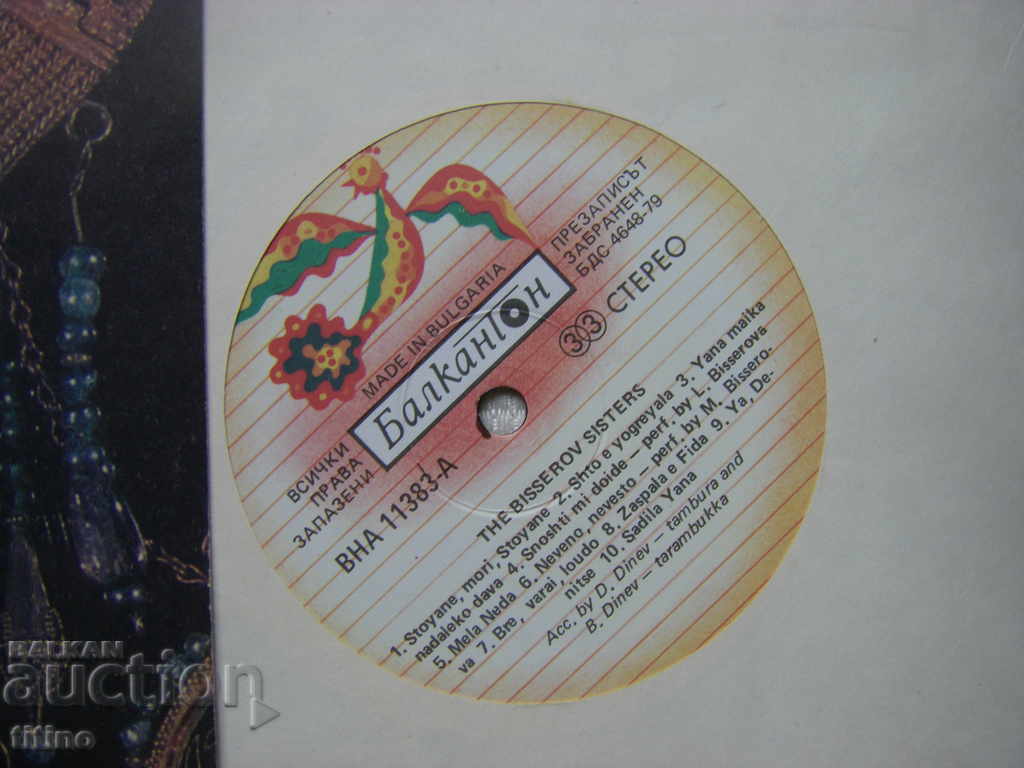 MADE IN BULGARIA
Балкантон
ВСИЧКИ
ПРАВА
ЗАПАЗЕНИ
ПРЕЗАПИСЪТ
ЗАБРАНЕН
БДС 4648-79
33 СТЕРЕО
ВНА 11383-А
THE BISSEROV SISTERS
1. Stoyane, mori, Stoyane 2. Shto e yogreyala 3. Yana maika
nadaleko dava 4. Snoshti mi doide — perf. by L. Bisserova
5. Mela Neda 6. Neveno, nevesto — perf. by M. Bissero-
va 7. Bre, varai, loudo 8. Zaspala e Fida 9. Ya, De-
nitse 10. Sadila Yana
Acc. by D. Dinev — tambura and
B. Dinev — tarambukka
BALKAN
auction
titino